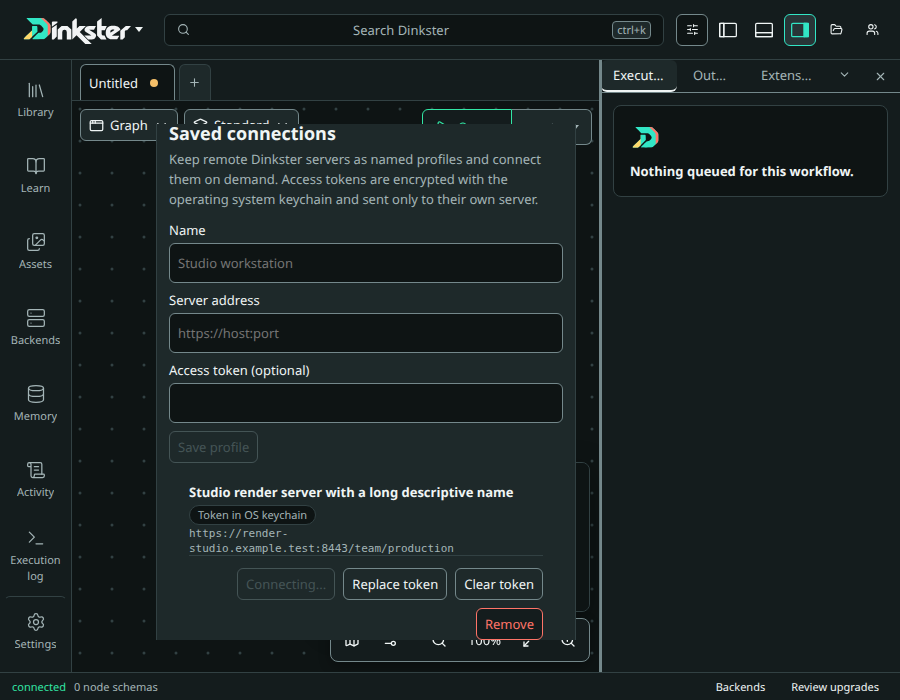 Dinkster
Search Dinkster
ctrl+k
Untitled
+
Execut...
Out...
Extens...
Library
Learn
Assets
Backends
Memory
Activity
Execution
log
Settings
Graph
Standard
Nothing queued for this workflow.
Saved connections
Keep remote Dinkster servers as named profiles and connect
them on demand. Access tokens are encrypted with the
operating system keychain and sent only to their own server.
Name
Studio workstation
Server address
https://host:port
Access token (optional)
Save profile
Studio render server with a long descriptive name
Token in OS keychain
https://render-
studio.example.test:8443/team/production
Connecting...
Replace token
Clear token
Remove
100%
connected
0 node schemas
Backends
Review upgrades